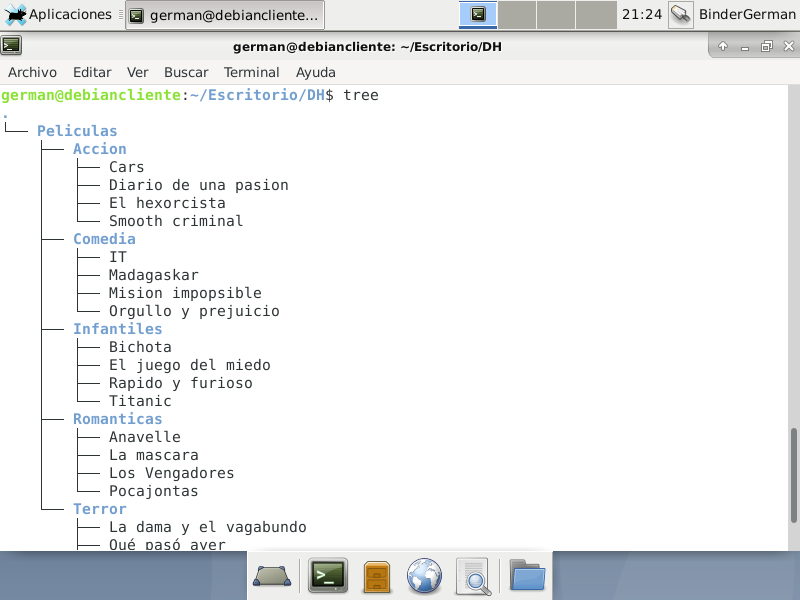 Aplicaciones german@debiancliente... 21:24 BinderGerman
german@debiancliente: ~/Escritorio/DH
Archivo Editar Ver Buscar Terminal Ayuda
german@debiancliente:~/Escritorio/DH$ tree
.
└── Peliculas
    ├── Accion
    │   ├── Cars
    │   ├── Diario de una pasion
    │   ├── El hexorcista
    │   └── Smooth criminal
    ├── Comedia
    │   ├── IT
    │   ├── Madagaskar
    │   ├── Mision impopsible
    │   └── Orgullo y prejuicio
    ├── Infantiles
    │   ├── Bichota
    │   ├── El juego del miedo
    │   ├── Rapido y furioso
    │   └── Titanic
    ├── Romanticas
    │   ├── Anavelle
    │   ├── La mascara
    │   ├── Los Vengadores
    │   └── Pocajontas
    └── Terror
        ├── La dama y el vagabundo
        ├── Qué pasó ayer